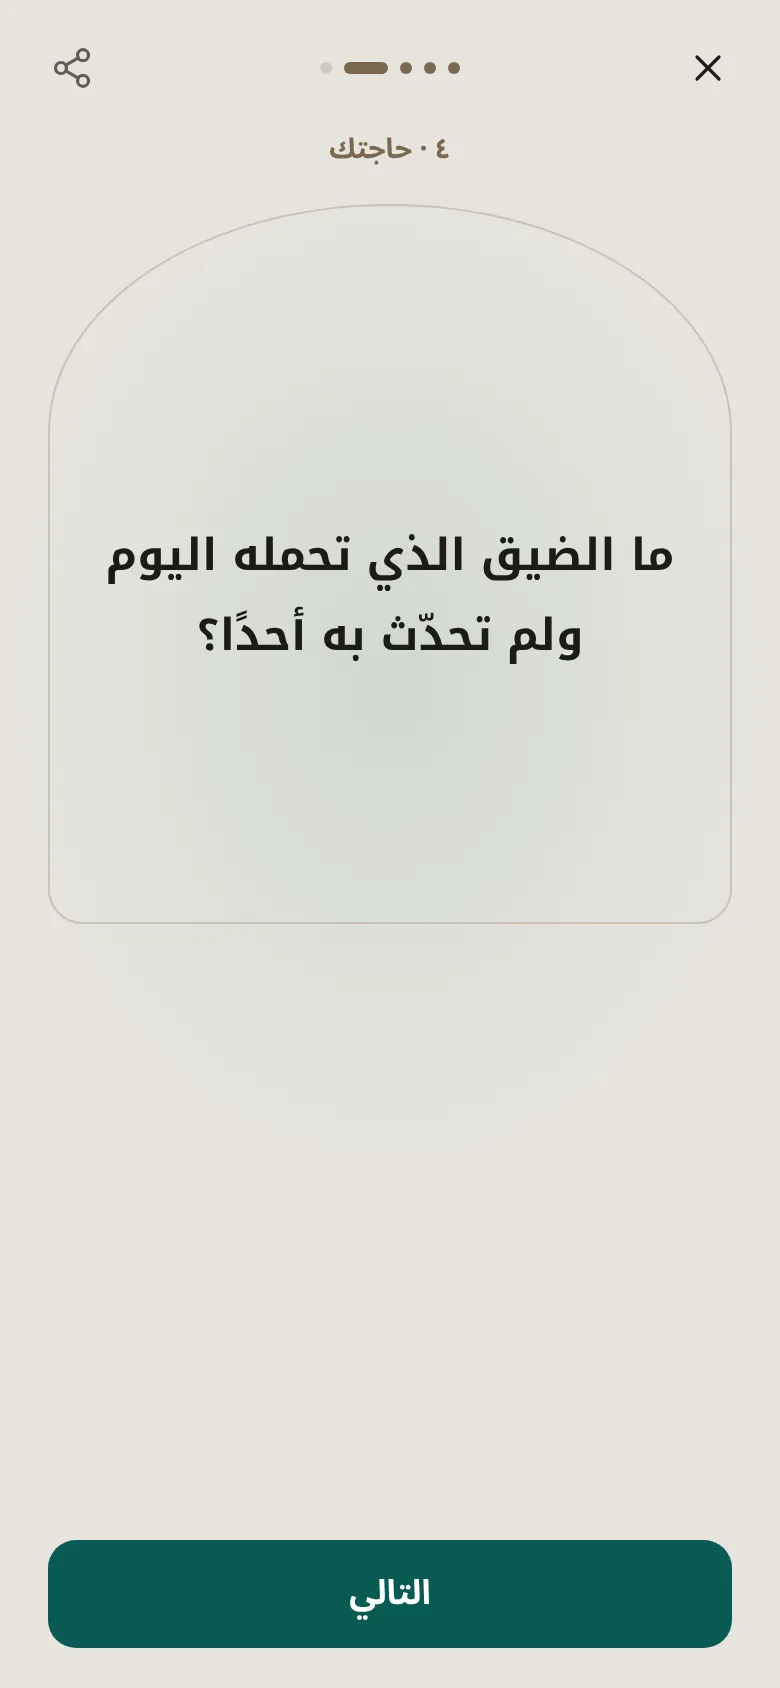 ٤ · حاجتك
ما الضيق الذي تحمله اليوم
ولم تحدّث به أحدًا؟
التالي